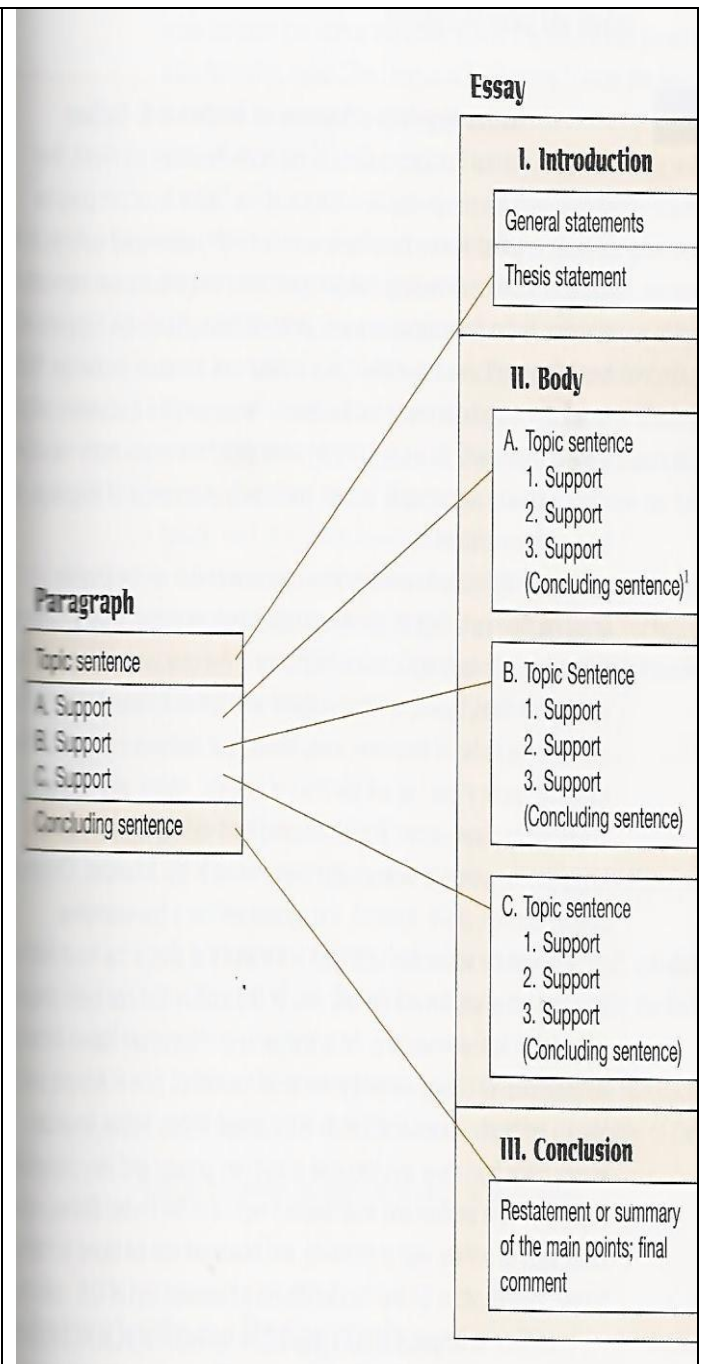 Essay
I. Introduction
General statements
Thesis statement
II. Body
A. Topic sentence
1. Support
2. Support
3. Support
(Concluding sentence)¹
B. Topic Sentence
1. Support
2. Support
3. Support
(Concluding sentence)
C. Topic sentence
1. Support
2. Support
3. Support
(Concluding sentence)
III. Conclusion
Restatement or summary
of the main points; final
comment
Paragraph
Topic sentence
A. Support
B. Support
C. Support
Concluding sentence